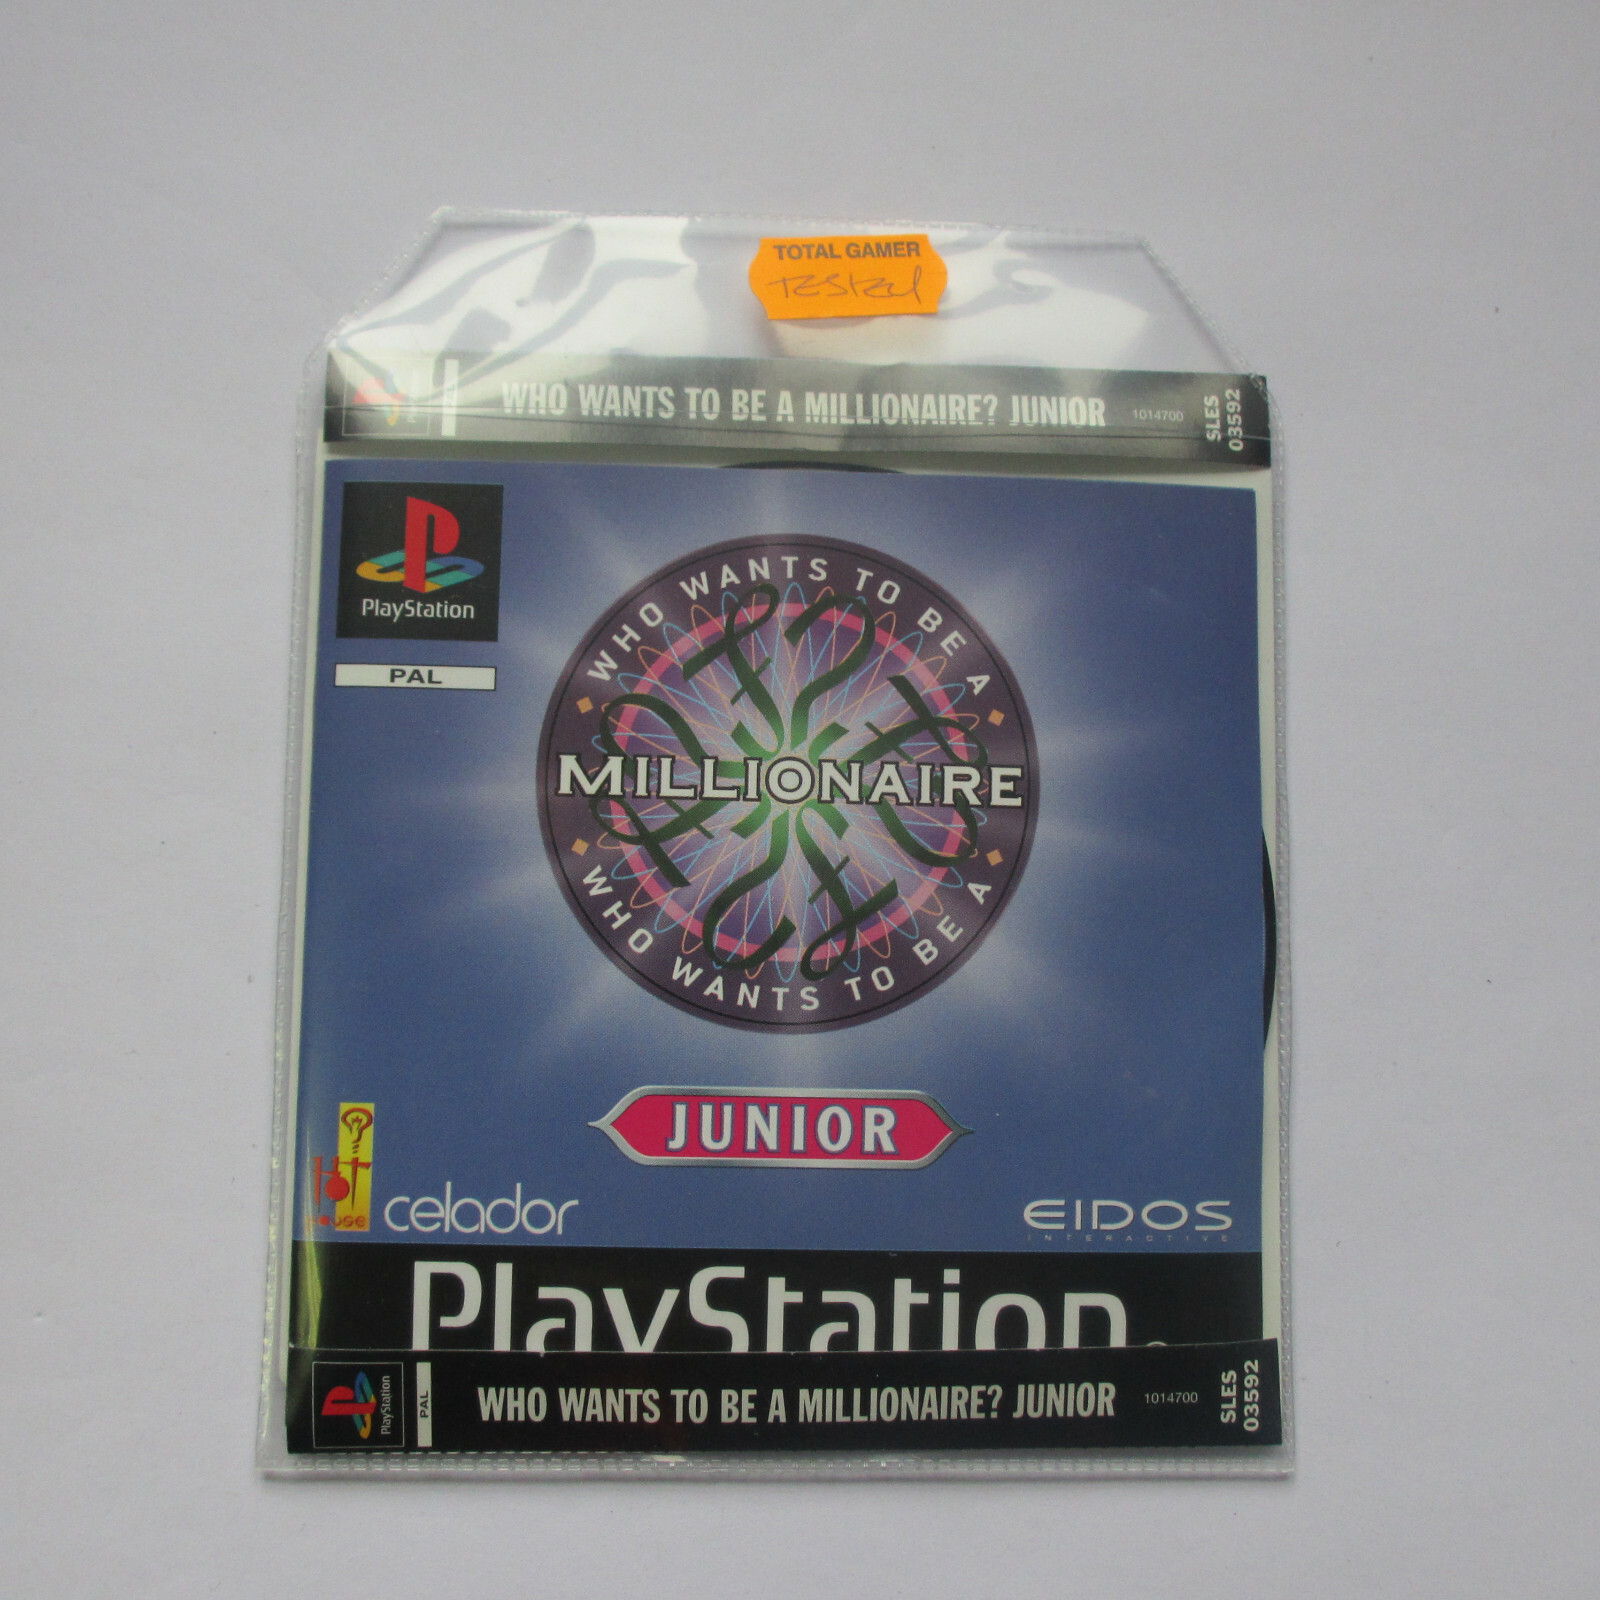 TOTAL GAMER
Tested
WHO WANTS TO BE A MILLIONAIRE? JUNIOR 1014700 SLES 03592
PlayStation
PAL
WHO WANTS TO BE A
MILLIONAIRE
WHO WANTS TO BE A
JUNIOR
Hot House
celador
EIDOS
INTERACTIVE
PlayStation
PlayStation PAL WHO WANTS TO BE A MILLIONAIRE? JUNIOR 1014700 SLES 03592